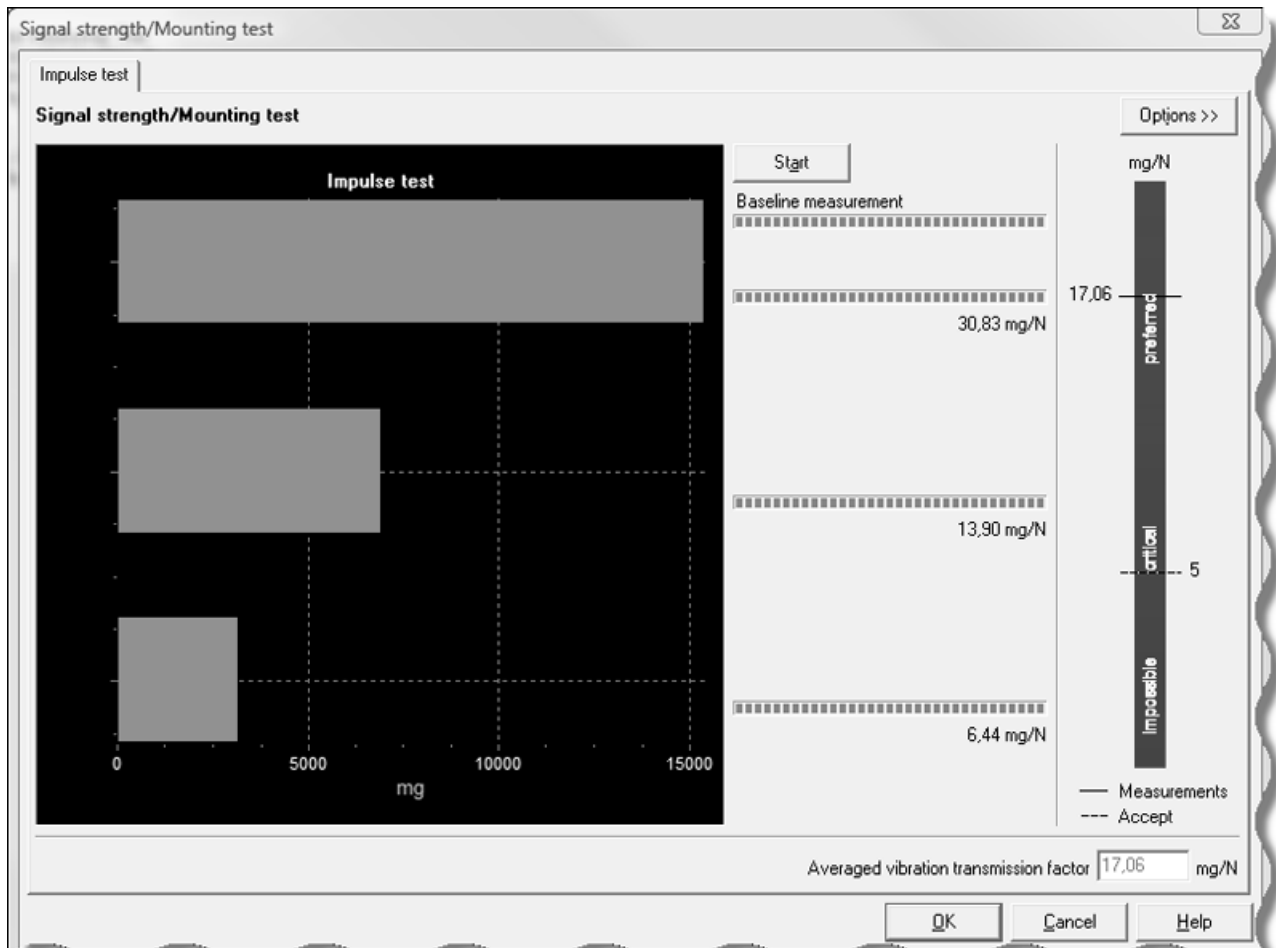 Signal strength/Mounting test
Impulse test
Signal strength/Mounting test
Options >>
Impulse test
Start
Baseline measurement
mg/N
17,06
preferred
30,83 mg/N
13,90 mg/N
critical
5
Impossible
6,44 mg/N
0 5000 10000 15000
mg
Measurements
Accept
Averaged vibration transmission factor 17,06 mg/N
OK Cancel Help